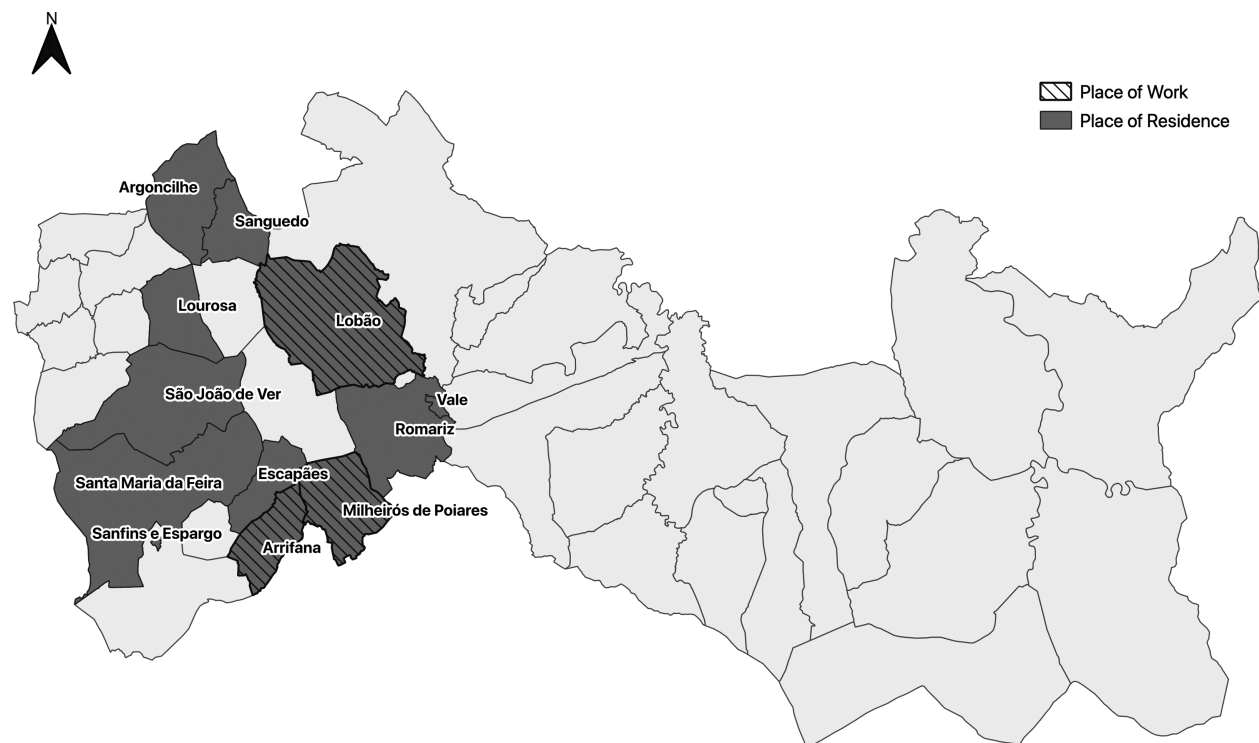 N
Place of Work
Place of Residence
Argoncilhe
Sanguedo
Lourosa
Lobão
São João de Ver
Vale
Romariz
Escapães
Santa Maria da Feira
Milheirós de Poiares
Sanfins e Espargo
Arrifana